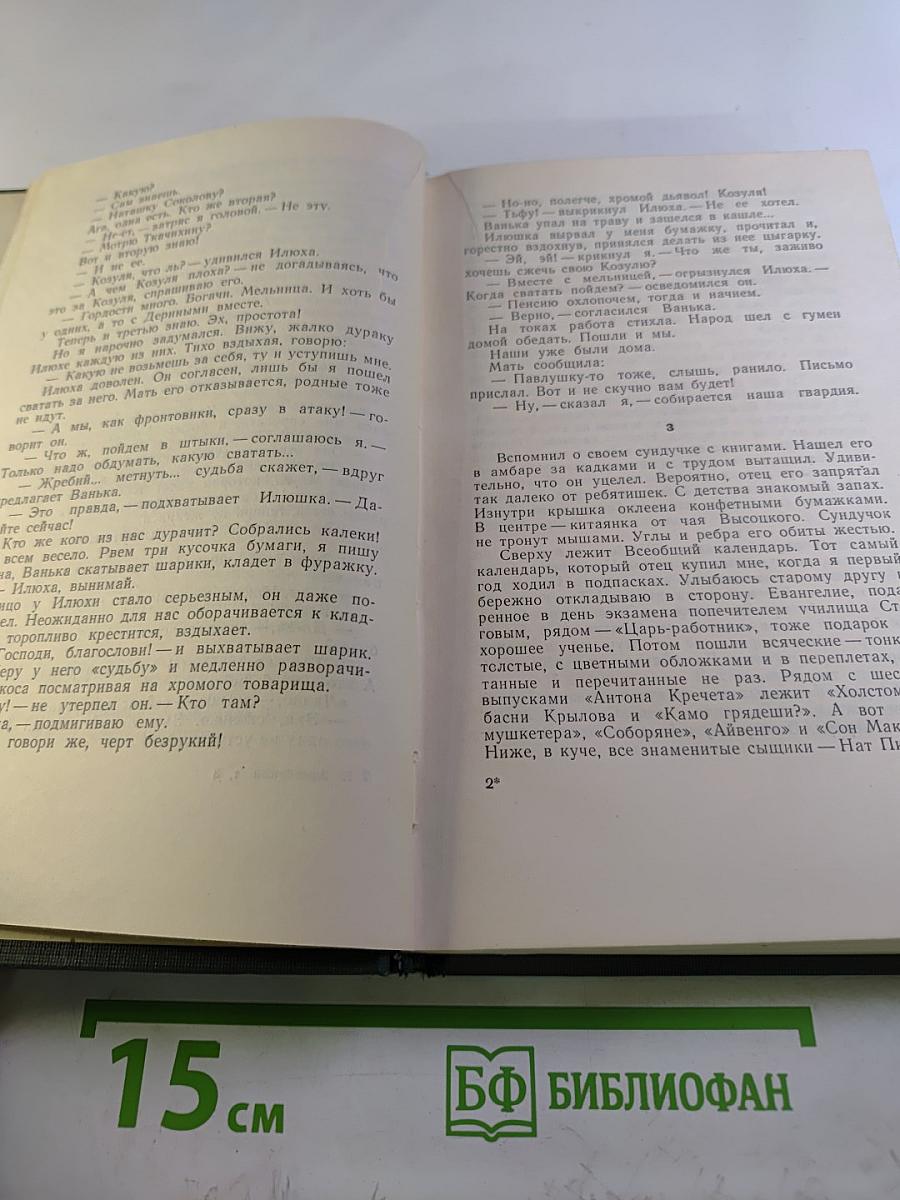 — Какую?
— Сам знаешь.
— Наташку Соколову?
Ага, одна есть. Кто же вторая?
— Не-ет, — затряс я головой. — Не эту.
— Мотрю Ткачихину?
Вот и вторую знаю!
— И не ее.
— Козуля, что ль? — удивился Илюха.
— А чем Козуля плоха? — не догадываясь, что
это за Козуля, спрашиваю его.
— Гордости много. Богачи. Мельница. И хоть бы
у одних, а то с Дериными вместе.
Теперь и третью знаю. Эх, простота!
Но я нарочно задумался. Вижу, жалко дураку
Илюхе каждую из них. Тихо вздыхая, говорю:
— Какую не возьмешь за себя, ту и уступишь мне.
Илюха доволен. Он согласен, лишь бы я пошел
сватать за него. Мать его отказывается, родные тоже
не идут.
— А мы, как фронтовики, сразу в атаку! — го-
ворит он.
— Что ж, пойдем в штыки, — соглашаюсь я. —
Только надо обдумать, какую сватать...
— Жребий... метнуть... судьба скажет, — вдруг
редлагает Ванька.
— Это правда, — подхватывает Илюшка. — Да-
йте сейчас!
Кто же кого из нас дурачит? Собрались калеки!
всем весело. Рвем три кусочка бумаги, я пишу
на, Ванька скатывает шарики, кладет в фуражку.
— Илюха, вынимай.
ицо у Илюхи стало серьезным, он даже по-
ел. Неожиданно для нас оборачивается к клад-
торопливо крестится, вздыхает.
Господи, благослови! — и выхватывает шарик.
еру у него «судьбу» и медленно разворачи-
коса посматривая на хромого товарища.
у! — не утерпел он. — Кто там?
а, — подмигиваю ему.
говори же, черт безрукий!
— Но-но, полегче, хромой дьявол! Козуля!
— Тьфу! — выкрикнул Илюха. — Не ее хотел.
Ванька упал на траву и зашелся в кашле...
Илюшка вырвал у меня бумажку, прочитал и,
горестно вздохнув, принялся делать из нее цыгарку.
— Эй, эй! — крикнул я. — Что же ты, заживо
хочешь сжечь свою Козулю?
— Вместе с мельницей, — огрызнулся Илюха. —
Когда сватать пойдем? — осведомился он.
— Пенсию охлопочем, тогда и начнем.
— Верно, — согласился Ванька.
На токах работа стихла. Народ шел с гумен
домой обедать. Пошли и мы.
Наши уже были дома.
Мать сообщила:
— Павлушку-то тоже, слышь, ранило. Письмо
прислал. Вот и не скучно вам будет!
— Ну, — сказал я, — собирается наша гвардия.
3
Вспомнил о своем сундучке с книгами. Нашел его
в амбаре за кадками и с трудом вытащил. Удиви-
тельно, что он уцелел. Вероятно, отец его запрятал
так далеко от ребятишек. С детства знакомый запах.
Изнутри крышка оклеена конфетными бумажками.
В центре — китаянка от чая Высоцкого. Сундучок
не тронут мышами. Углы и ребра его обиты жестью.
Сверху лежит Всеобщий календарь. Тот самый
календарь, который отец купил мне, когда я первый
год ходил в подпасках. Улыбаюсь старому другу и
бережно откладываю в сторону. Евангелие, пода
ренное в день экзамена попечителем училища Ст
говым, рядом — «Царь-работник», тоже подарок
хорошее ученье. Потом пошли всяческие — тонк
толстые, с цветными обложками и в переплетах,
танные и перечитанные не раз. Рядом с шес
выпусками «Антона Кречета» лежит «Холстом
басни Крылова и «Камо грядеши?». А вот
мушкетера», «Соборяне», «Айвенго» и «Сон Мак
Ниже, в куче, все знаменитые сыщики — Нат Пи
2*
15 см
БФ БИБЛИОФАН